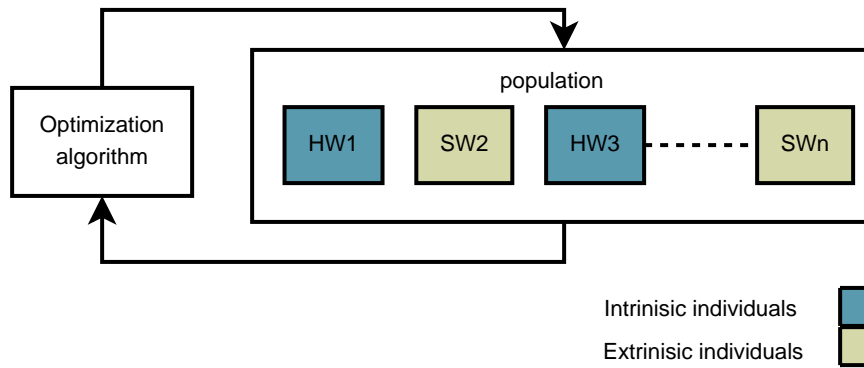 population
Optimization
algorithm
HW1
SW2
HW3
SWn
Intrinisic individuals
Extrinisic individuals